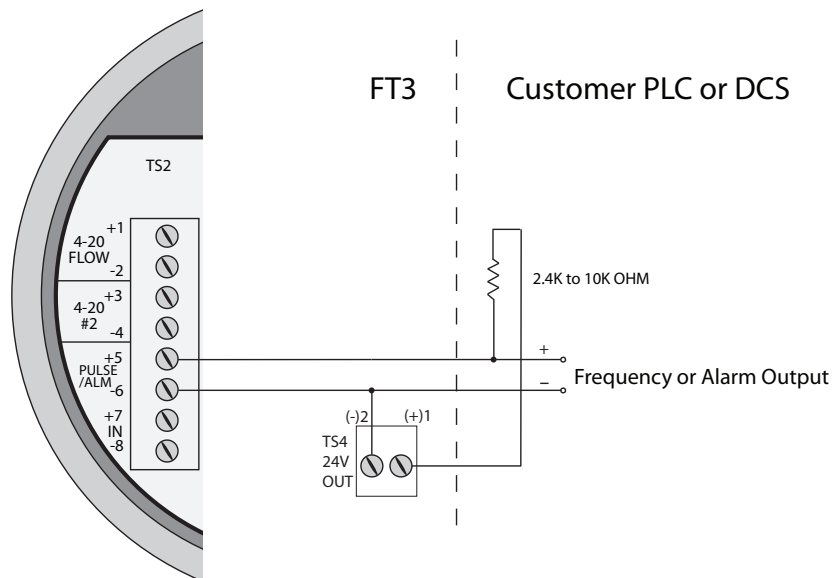 FT3
Customer PLC or DCS
TS2
+1
4-20
FLOW
-2
+3
4-20
#2
-4
+5
PULSE
/ALM
-6
+7
IN
-8
2.4K to 10K OHM
+
−
Frequency or Alarm Output
(-)2 (+)1
TS4
24V
OUT